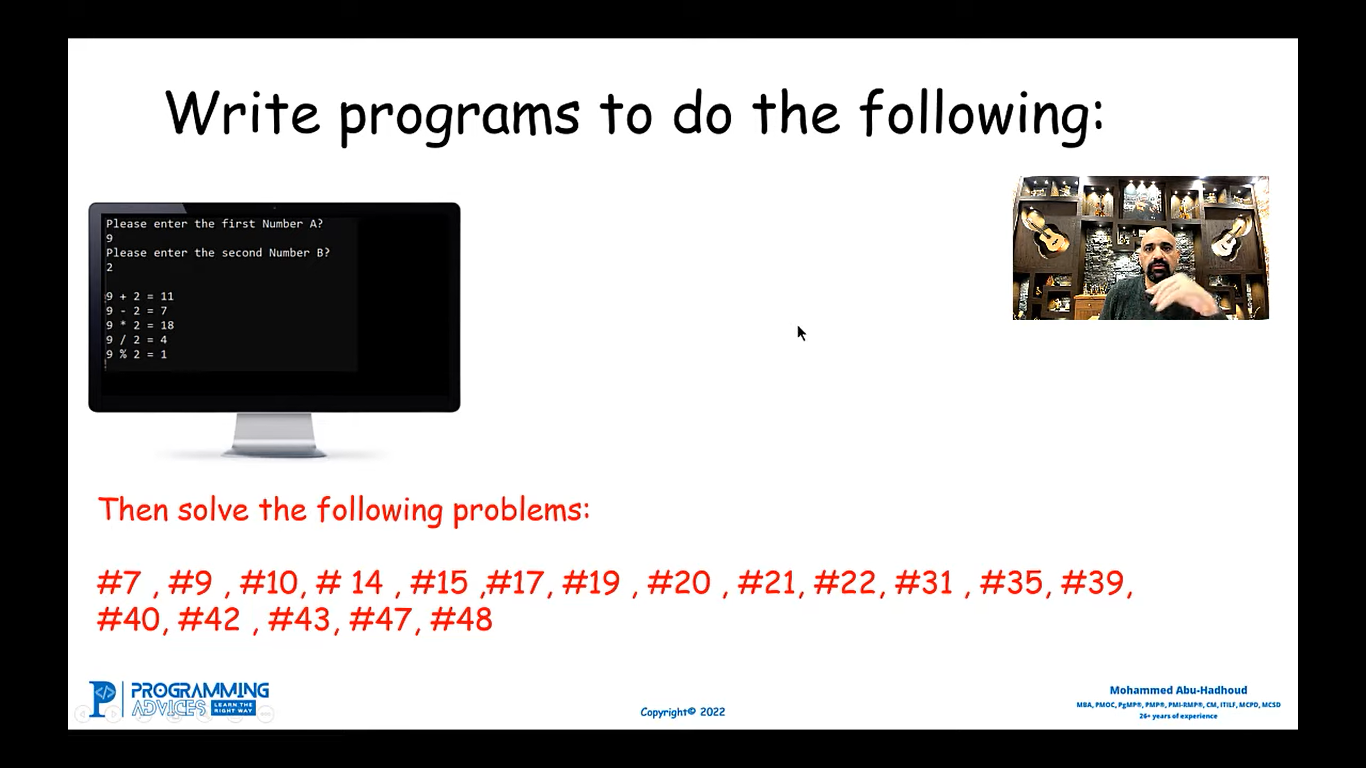 Write programs to do the following:
Please enter the first Number A?
9
Please enter the second Number B?
2
9 + 2 = 11
9 - 2 = 7
9 * 2 = 18
9 / 2 = 4
9 % 2 = 1
Then solve the following problems:
#7 , #9 , #10, # 14 , #15 ,#17, #19 , #20 , #21, #22, #31 , #35, #39,
#40, #42 , #43, #47, #48
PROGRAMMING
ADVICES LEARN THE RIGHT WAY
Copyright© 2022
Mohammed Abu-Hadhoud
MBA, PMOC, PgMP®, PMP®, PMI-RMP®, CM, ITILF, MCPD, MCSD
26+ years of experience